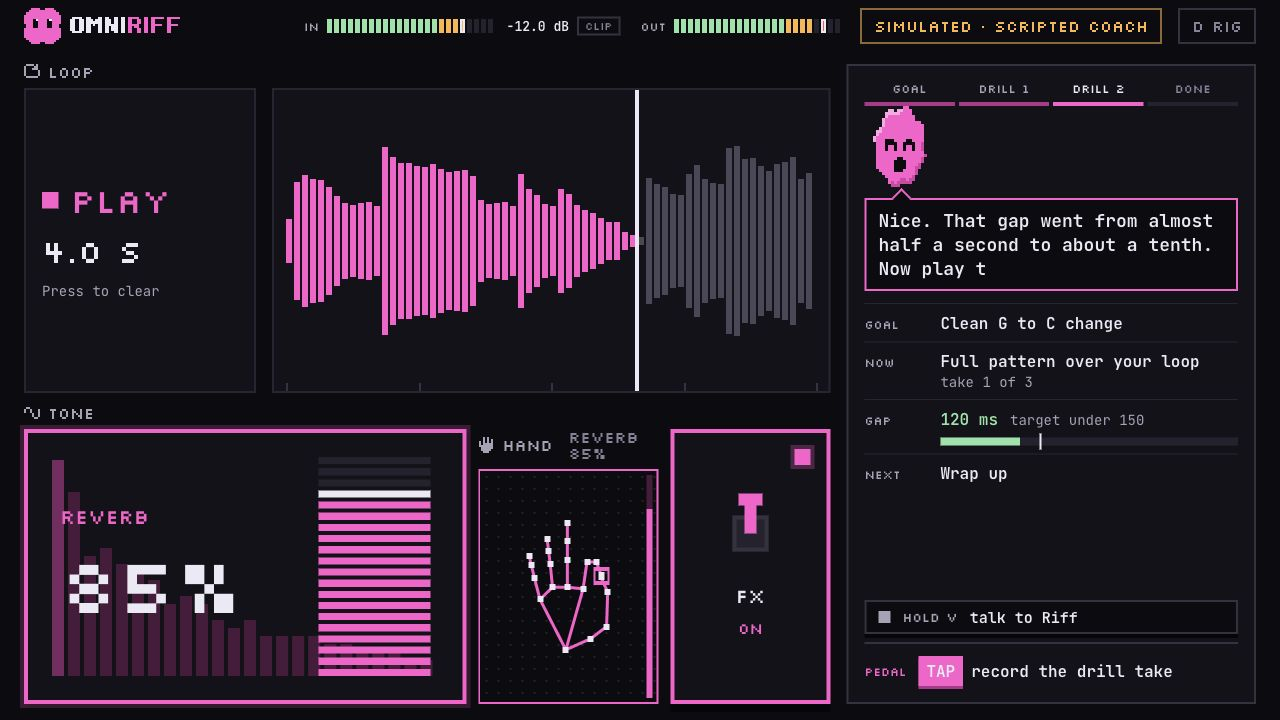 OMNIRIFF
IN
-12.0 dB
CLIP
OUT
SIMULATED · SCRIPTED COACH
D RIG
LOOP
PLAY
4.0 S
Press to clear
TONE
REVERB
85%
HAND
REVERB
85%
FX
ON
GOAL
DRILL 1
DRILL 2
DONE
Nice. That gap went from almost
half a second to about a tenth.
Now play t
GOAL
Clean G to C change
NOW
Full pattern over your loop
take 1 of 3
GAP
120 ms target under 150
NEXT
Wrap up
HOLD V talk to Riff
PEDAL TAP record the drill take